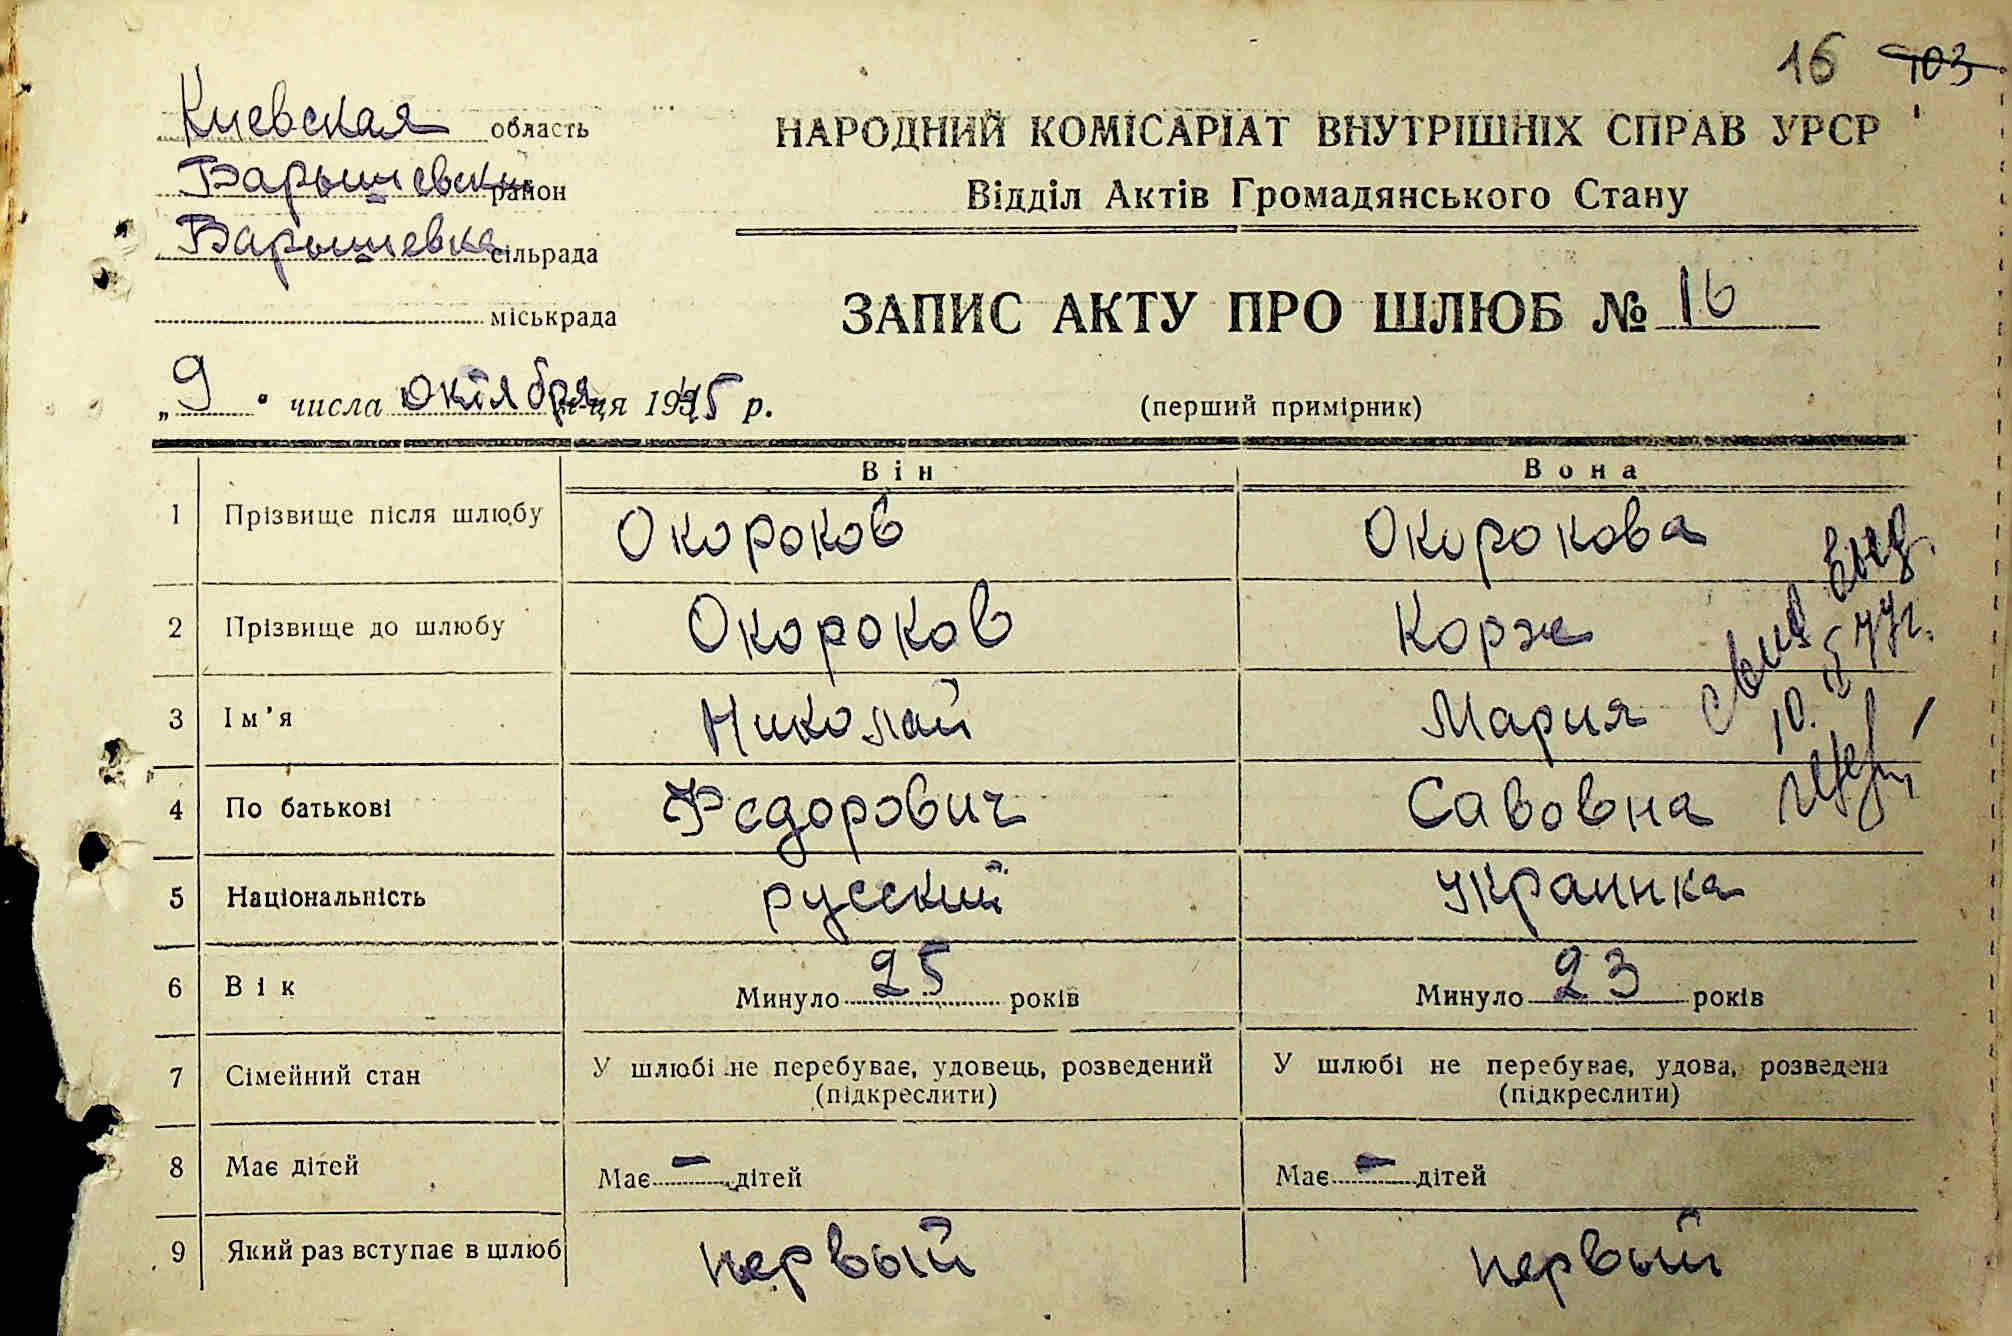 16 103
Киевская область
Барышевский район
Барышевка сільрада
міськрада
НАРОДНИЙ КОМІСАРІАТ ВНУТРІШНІХ СПРАВ УРСР
Відділ Актів Громадянського Стану
ЗАПИС АКТУ ПРО ШЛЮБ № 16
„9" числа октября м-ця 1945 р.
(перший примірник)
Він Вона
1 Прізвище після шлюбу Окороков Окорокова
2 Прізвище до шлюбу Окороков Корж
3 Ім'я Николай Мария
4 По батькові Федорович Савовна
5 Національність русский украинка
6 Вік Минуло 25 років Минуло 23 років
7 Сімейний стан У шлюбі не перебуває, удовець, розведений (підкреслити) У шлюбі не перебуває, удова, розведена (підкреслити)
8 Має дітей Має – дітей Має – дітей
9 Який раз вступає в шлюб первый первый
10.
77г.